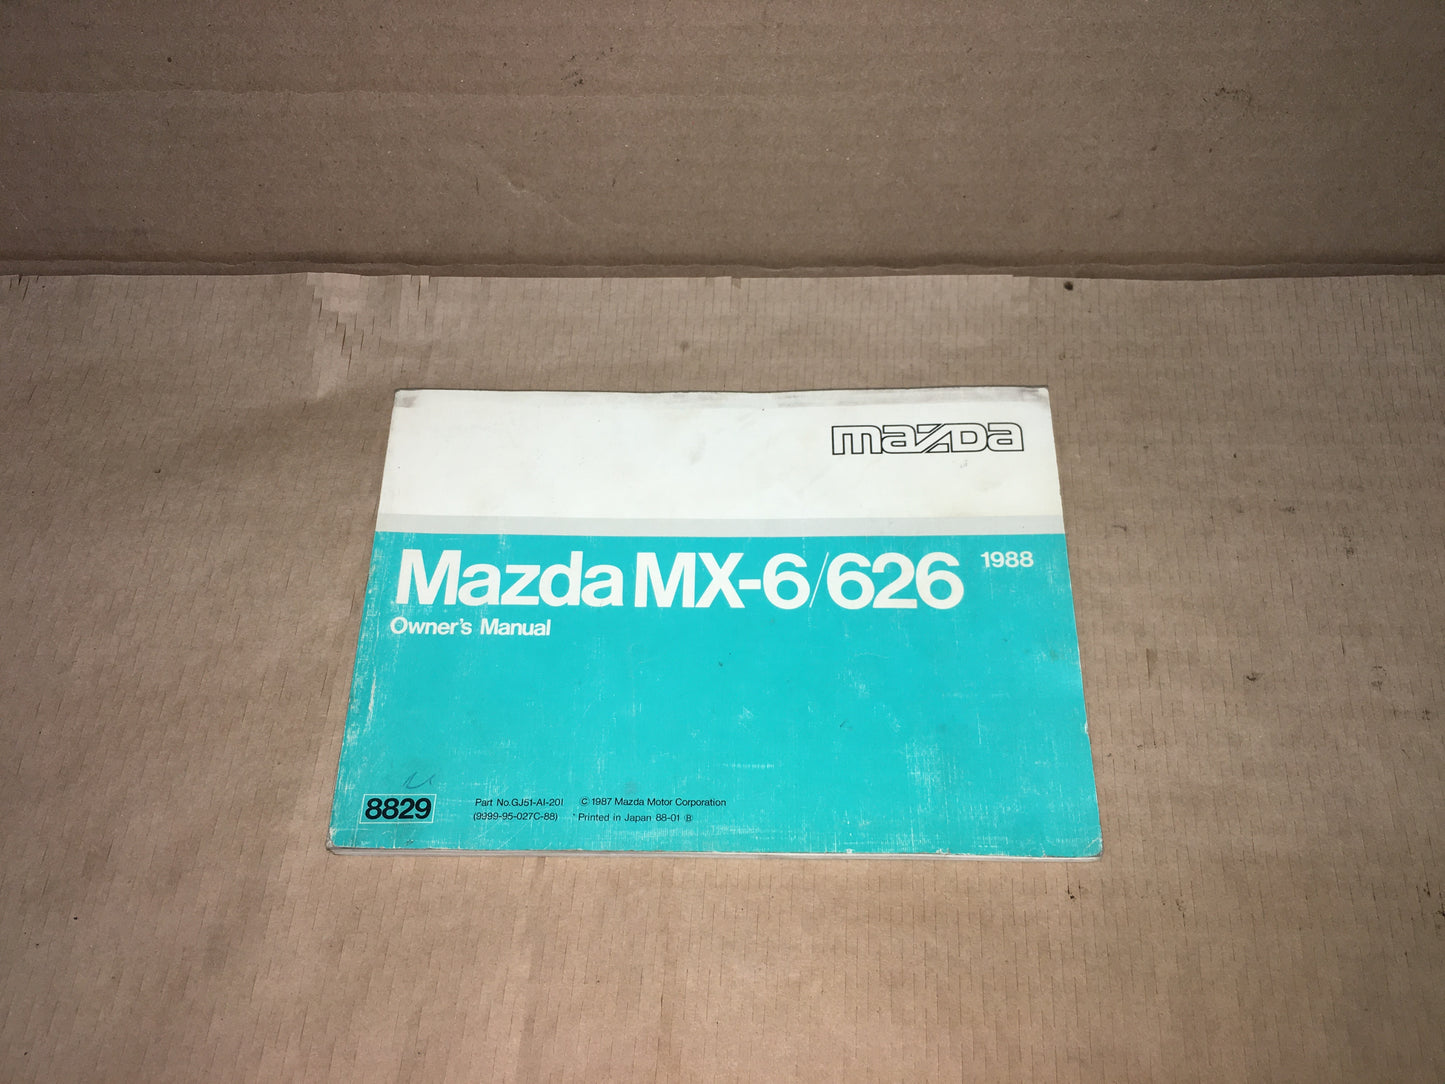 mazda
Mazda MX-6/626 1988
Owner's Manual
8829
Part No.GJ51-AI-20I © 1987 Mazda Motor Corporation
(9999-95-027C-88) Printed in Japan 88-01 Ⓑ